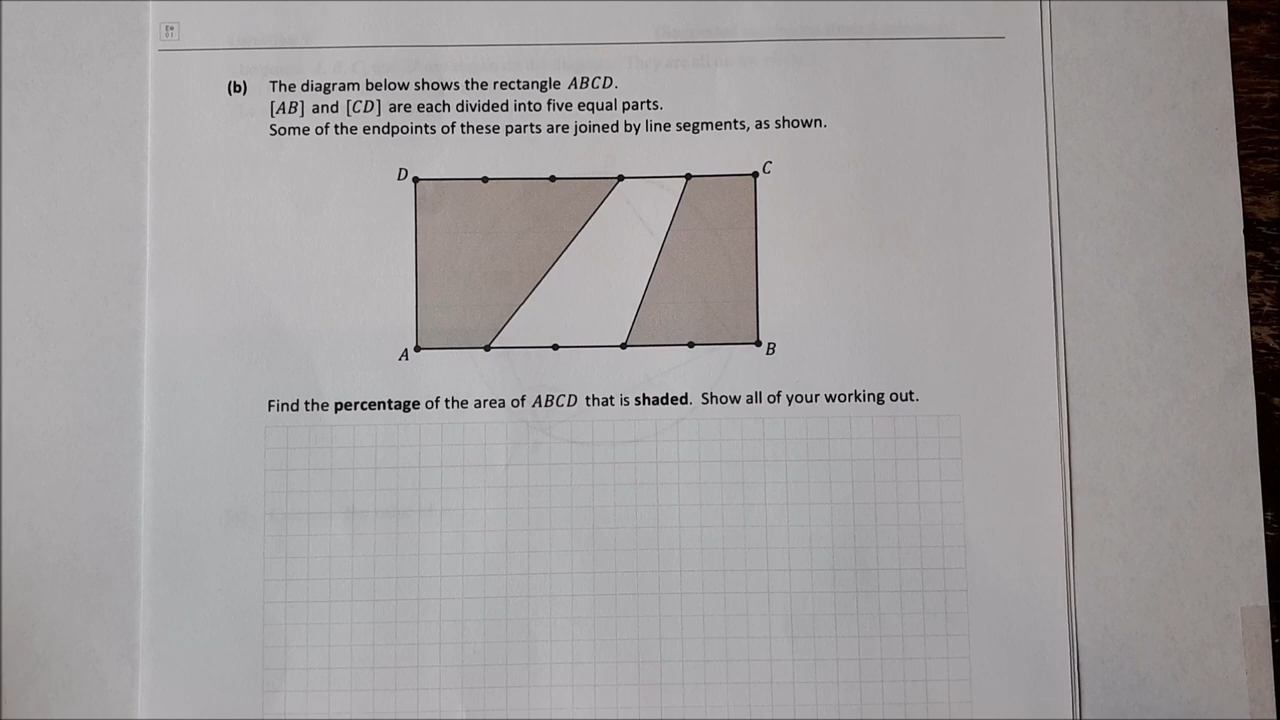 (b) The diagram below shows the rectangle ABCD.
[AB] and [CD] are each divided into five equal parts.
Some of the endpoints of these parts are joined by line segments, as shown.
D
C
A
B
Find the percentage of the area of ABCD that is shaded. Show all of your working out.